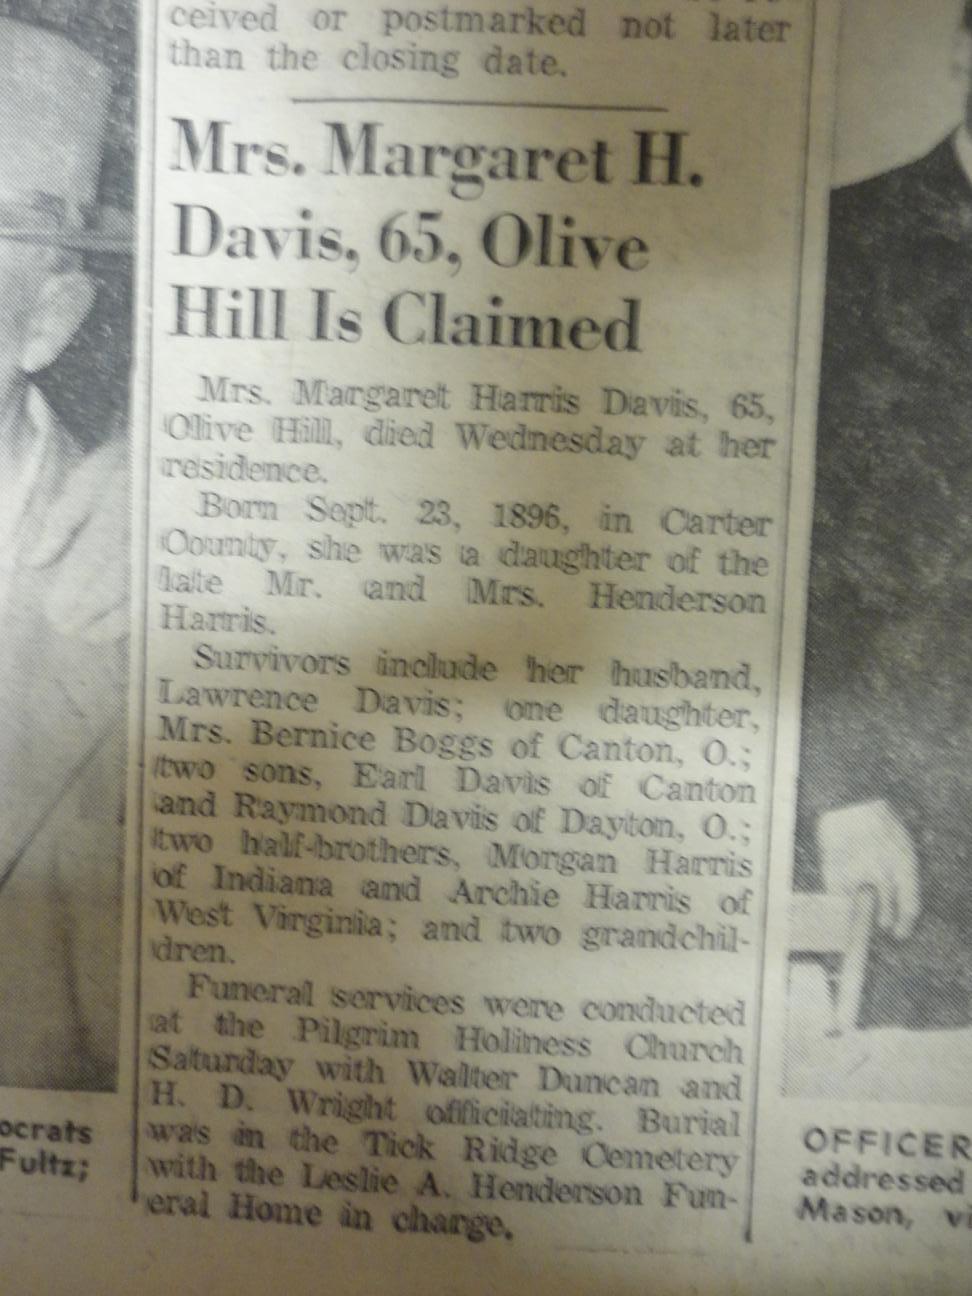 ceived or postmarked not later
than the closing date.
Mrs. Margaret H.
Davis, 65, Olive
Hill Is Claimed
Mrs. Margaret Harris Davis, 65,
Olive Hill, died Wednesday at her
residence.
Born Sept. 23, 1896, in Carter
County, she was a daughter of the
late Mr. and Mrs. Henderson
Harris.
Survivors include her husband,
Lawrence Davis; one daughter,
Mrs. Bernice Boggs of Canton, O.;
two sons, Earl Davis of Canton
and Raymond Davis of Dayton, O.;
two half-brothers, Morgan Harris
of Indiana and Archie Harris of
West Virginia; and two grandchil-
dren.
Funeral services were conducted
at the Pilgrim Holiness Church
Saturday with Walter Duncan and
H. D. Wright officiating. Burial
was in the Tick Ridge Cemetery
with the Leslie A. Henderson Fun-
eral Home in charge.
ocrats
Fultz;
OFFICER
addressed
Mason, vi